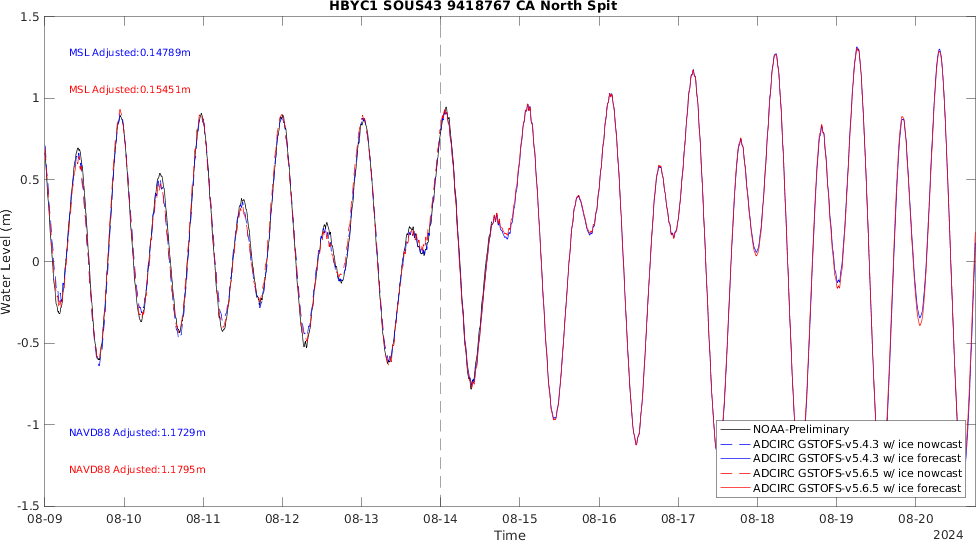 HBYC1 SOUS43 9418767 CA North Spit
1.5
MSL Adjusted:0.14789m
MSL Adjusted:0.15451m
1
0.5
0
-0.5
-1
-1.5
Water Level (m)
NAVD88 Adjusted:1.1729m
NAVD88 Adjusted:1.1795m
NOAA-Preliminary
ADCIRC GSTOFS-v5.4.3 w/ ice nowcast
ADCIRC GSTOFS-v5.4.3 w/ ice forecast
ADCIRC GSTOFS-v5.6.5 w/ ice nowcast
ADCIRC GSTOFS-v5.6.5 w/ ice forecast
08-09 08-10 08-11 08-12 08-13 08-14 08-15 08-16 08-17 08-18 08-19 08-20
Time
2024